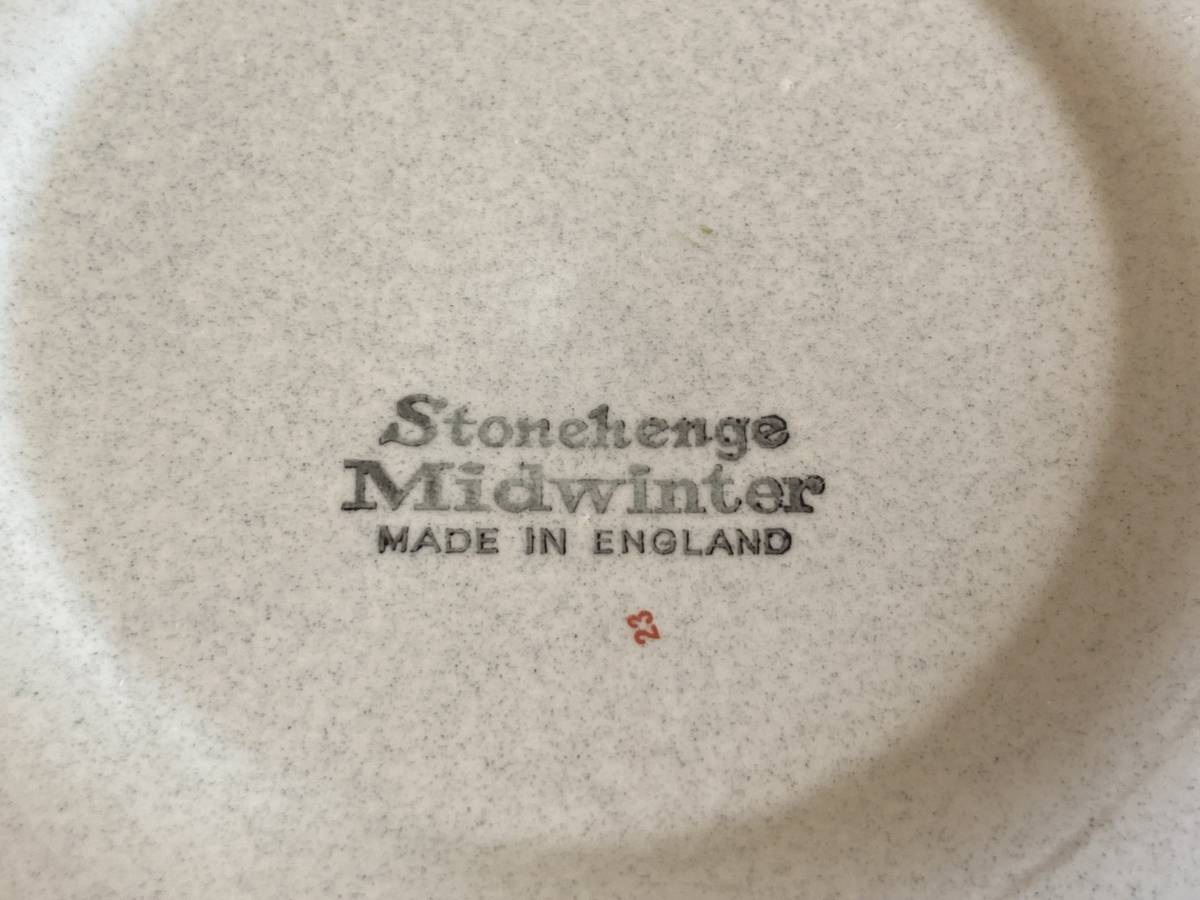 Stonehenge
Midwinter
MADE IN ENGLAND
23